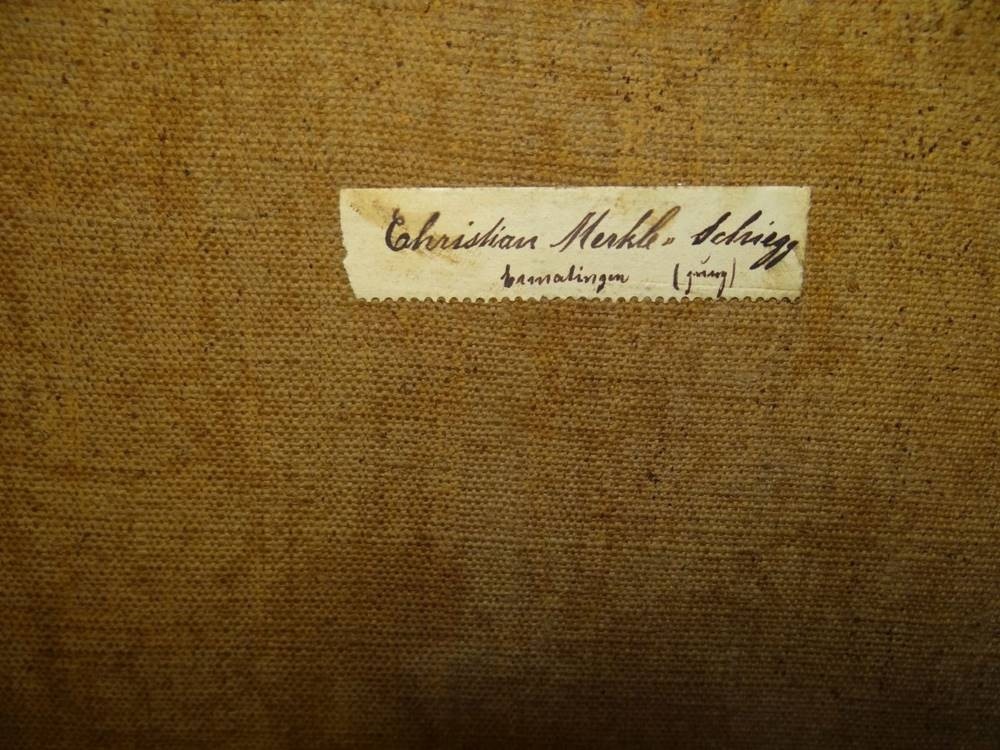 Christian Merkle-Schiegg
Ermatingen (jung)